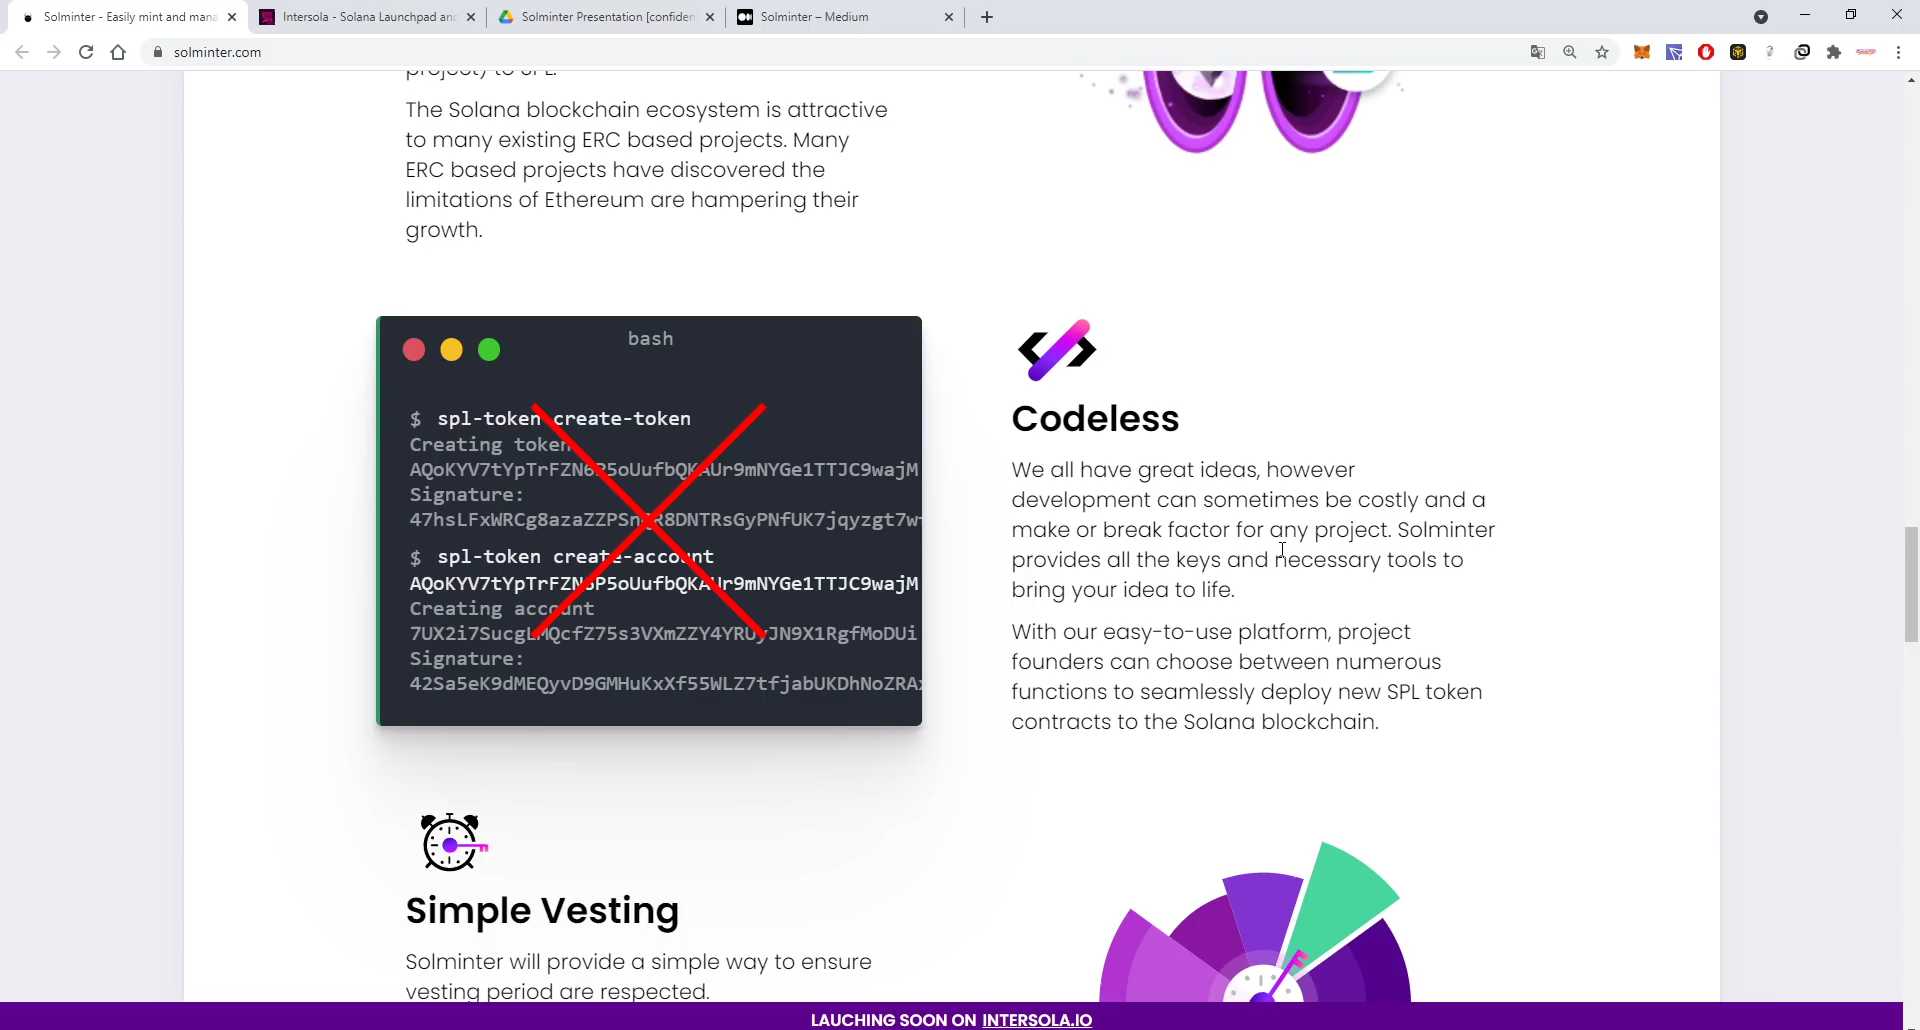 Solminter - Easily mint and mana
Intersola - Solana Launchpad and
Solminter Presentation [confiden
Solminter – Medium
solminter.com
project) to SPL.
The Solana blockchain ecosystem is attractive
to many existing ERC based projects. Many
ERC based projects have discovered the
limitations of Ethereum are hampering their
growth.
bash
$ spl-token create-token
Creating token
AQoKYV7tYpTrFZN6P5oUufbQKAUr9mNYGe1TTJC9wajM
Signature:
$ spl-token create-account
AQoKYV7tYpTrFZN6P5oUufbQKAUr9mNYGe1TTJC9wajM
Creating account
Signature:
Codeless
We all have great ideas, however
development can sometimes be costly and a
make or break factor for any project. Solminter
provides all the keys and necessary tools to
bring your idea to life.
With our easy-to-use platform, project
founders can choose between numerous
functions to seamlessly deploy new SPL token
contracts to the Solana blockchain.
Simple Vesting
Solminter will provide a simple way to ensure
vesting period are respected.
LAUCHING SOON ON INTERSOLA.IO